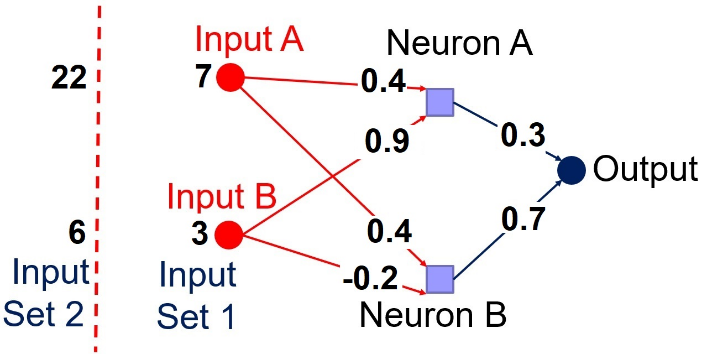 Input A
Neuron A
22
7
0.4
0.9
0.3
Output
Input B
6
3
0.4
0.7
-0.2
Input
Set 2
Input
Set 1
Neuron B